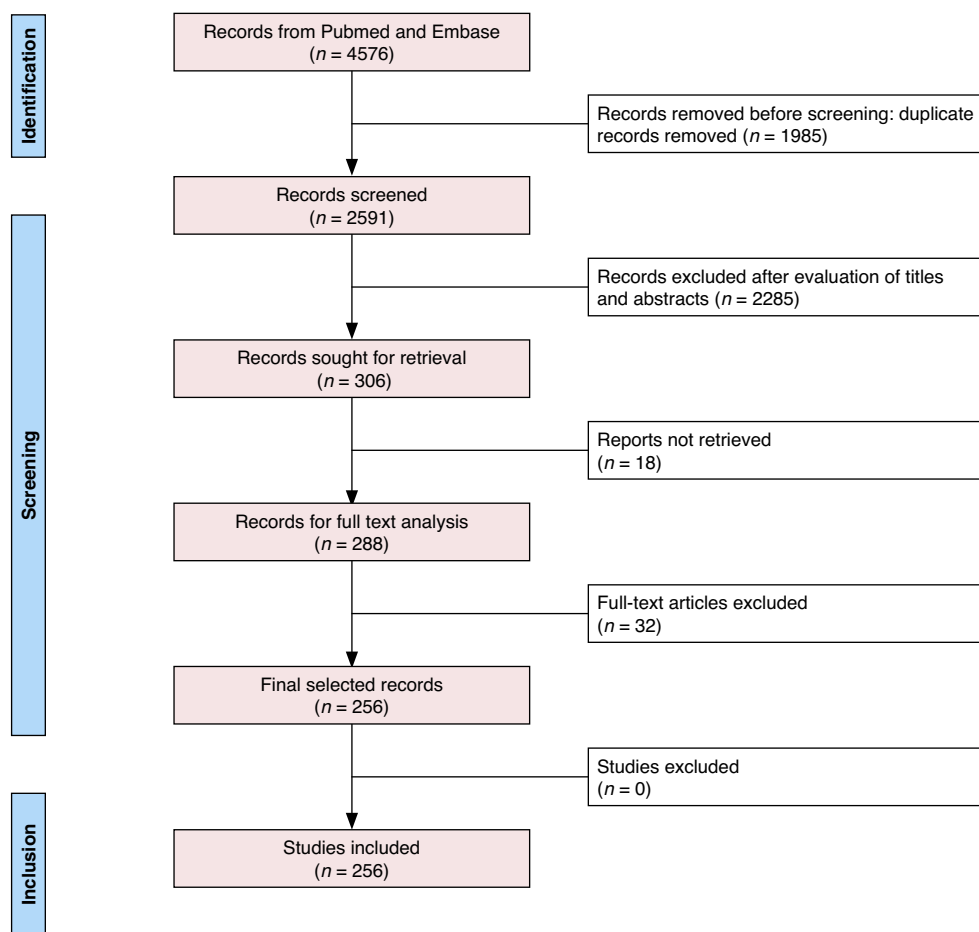 Identification
Records from Pubmed and Embase
(n = 4576)
Records removed before screening: duplicate
records removed (n = 1985)
Screening
Records screened
(n = 2591)
Records excluded after evaluation of titles
and abstracts (n = 2285)
Records sought for retrieval
(n = 306)
Reports not retrieved
(n = 18)
Records for full text analysis
(n = 288)
Full-text articles excluded
(n = 32)
Final selected records
(n = 256)
Studies excluded
(n = 0)
Inclusion
Studies included
(n = 256)